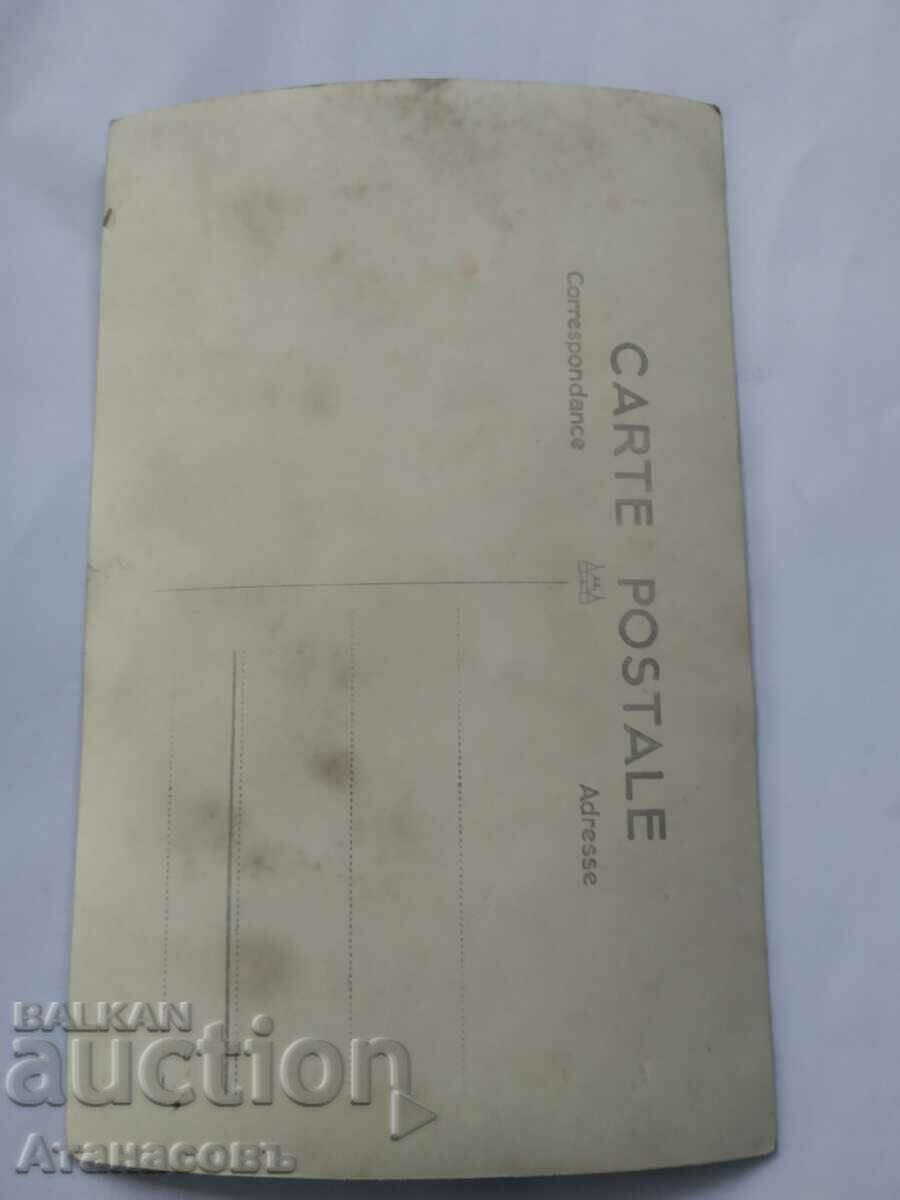 CARTE POSTALE
Correspondance
Adresse
BALKAN
auction
Атанасовъ